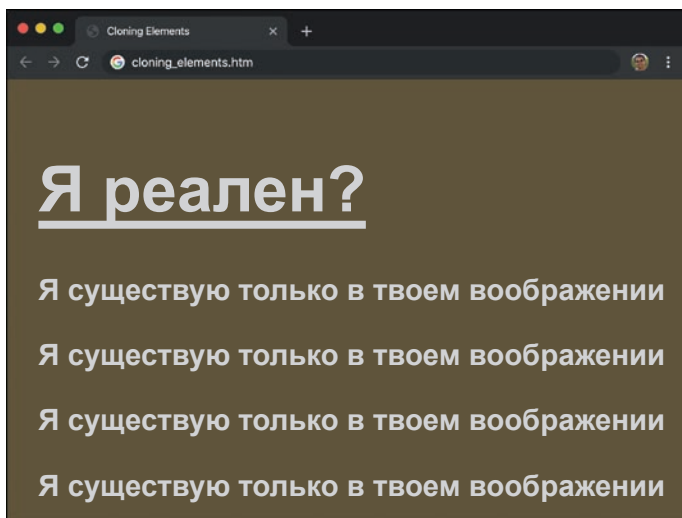 Cloning Elements
cloning_elements.htm
Я реален?
Я существую только в твоем воображении
Я существую только в твоем воображении
Я существую только в твоем воображении
Я существую только в твоем воображении